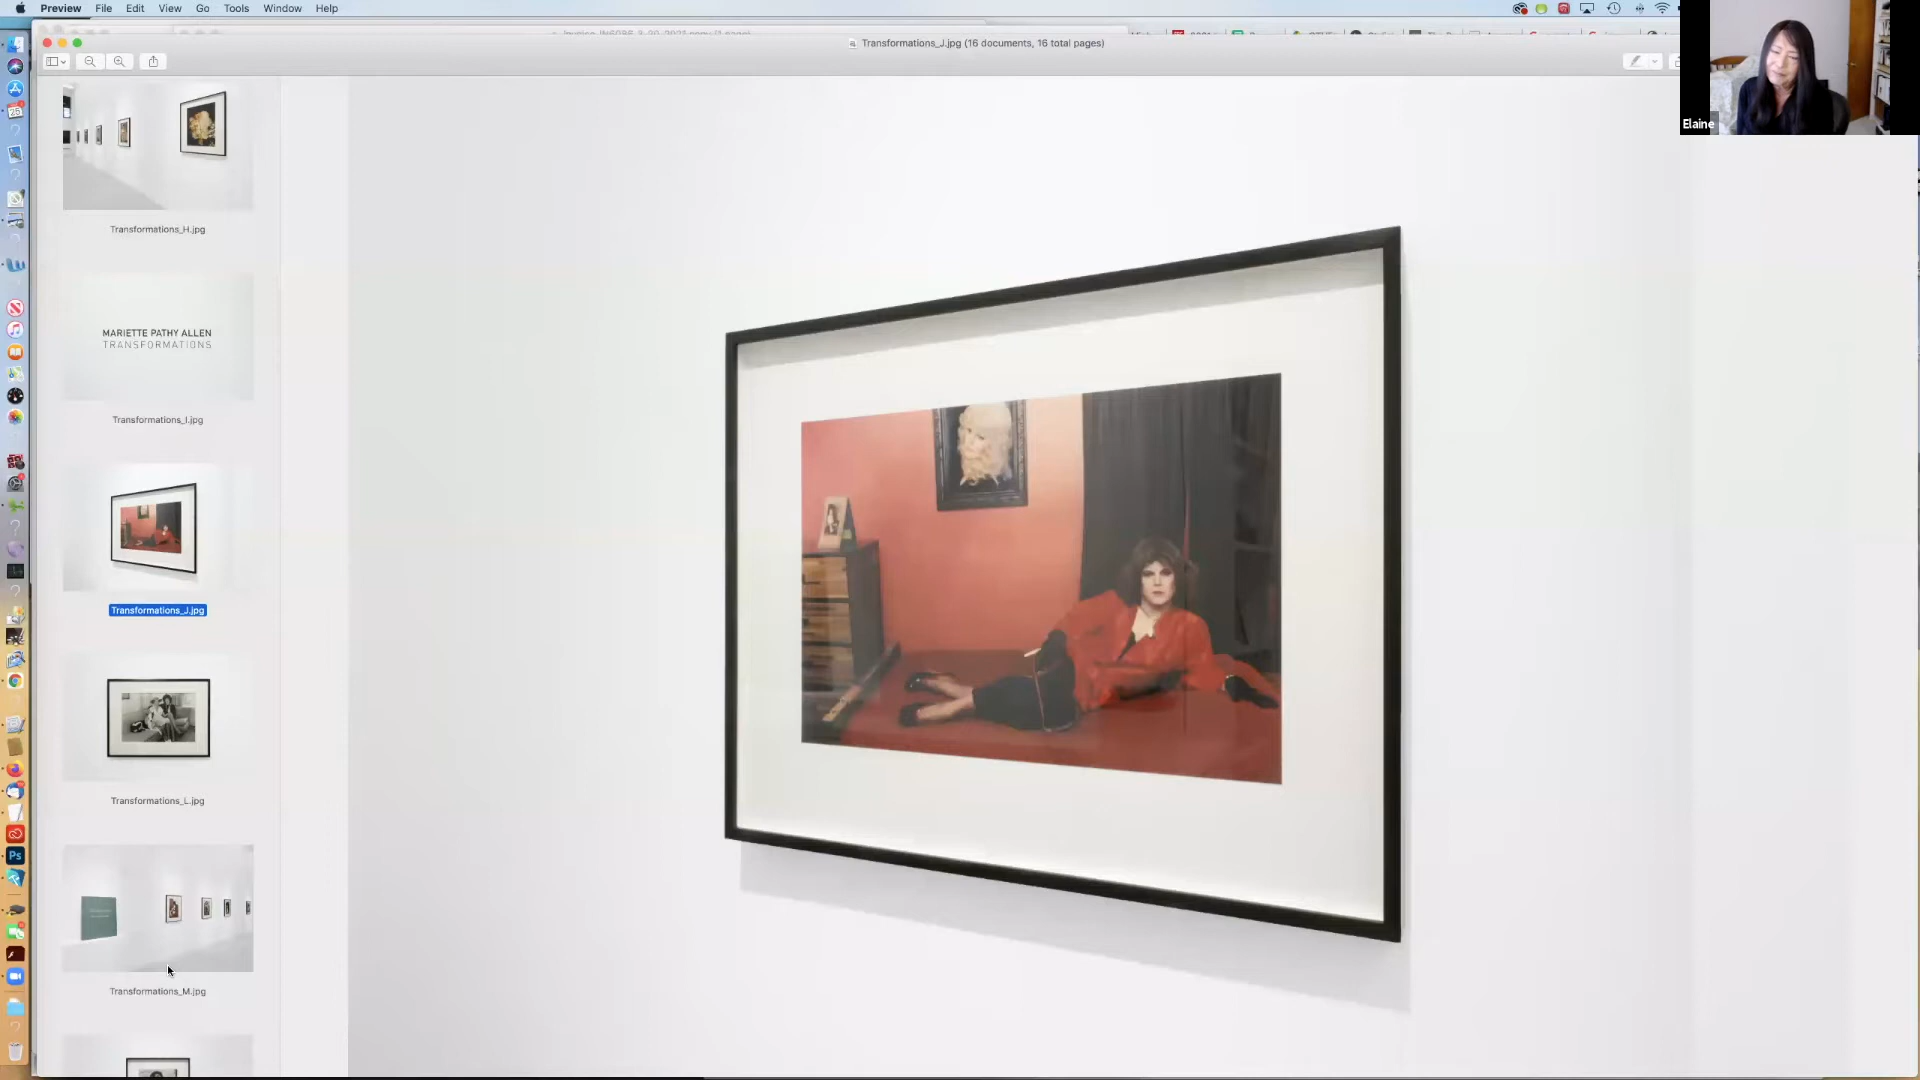 Preview File Edit View Go Tools Window Help
Transformations_J.jpg (16 documents, 16 total pages)
Elaine
Transformations_H.jpg
MARIETTE PATHY ALLEN
TRANSFORMATIONS
Transformations_I.jpg
Transformations_J.jpg
Transformations_L.jpg
Transformations_M.jpg
Ps